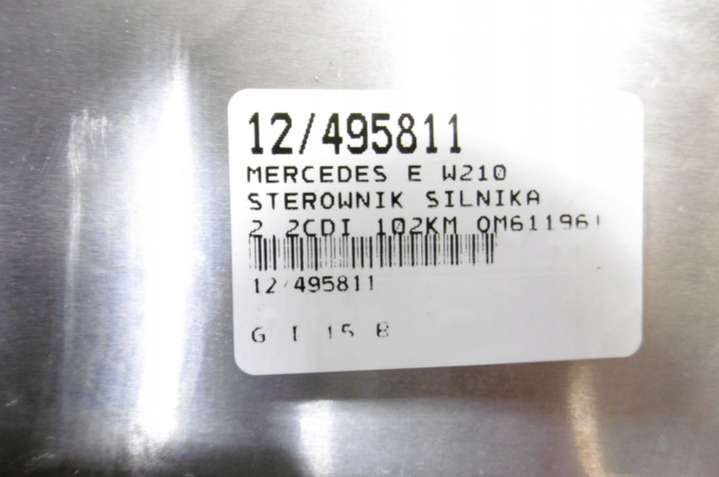 12/495811
MERCEDES E W210
STEROWNIK SILNIKA
2.2CDI 102KM OM611961
12/495811
G I 15 B